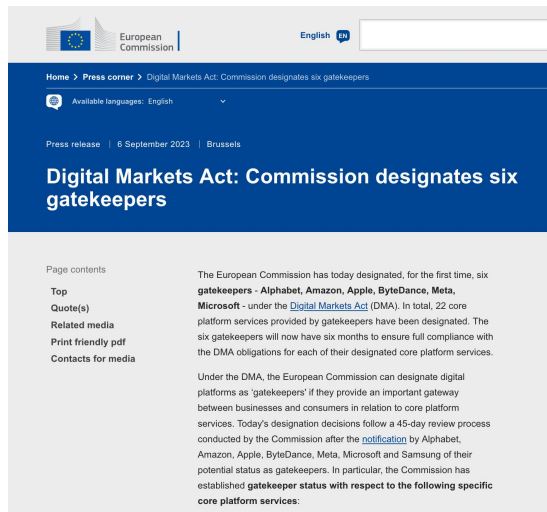 European
Commission
English EN
Home > Press corner > Digital Markets Act: Commission designates six gatekeepers
Available languages: English
Press release | 6 September 2023 | Brussels
Digital Markets Act: Commission designates six
gatekeepers
Page contents
Top
Quote(s)
Related media
Print friendly pdf
Contacts for media
The European Commission has today designated, for the first time, six
gatekeepers - Alphabet, Amazon, Apple, ByteDance, Meta,
Microsoft - under the Digital Markets Act (DMA). In total, 22 core
platform services provided by gatekeepers have been designated. The
six gatekeepers will now have six months to ensure full compliance with
the DMA obligations for each of their designated core platform services.
Under the DMA, the European Commission can designate digital
platforms as ‘gatekeepers' if they provide an important gateway
between businesses and consumers in relation to core platform
services. Today's designation decisions follow a 45-day review process
conducted by the Commission after the notification by Alphabet,
Amazon, Apple, ByteDance, Meta, Microsoft and Samsung of their
potential status as gatekeepers. In particular, the Commission has
established gatekeeper status with respect to the following specific
core platform services: